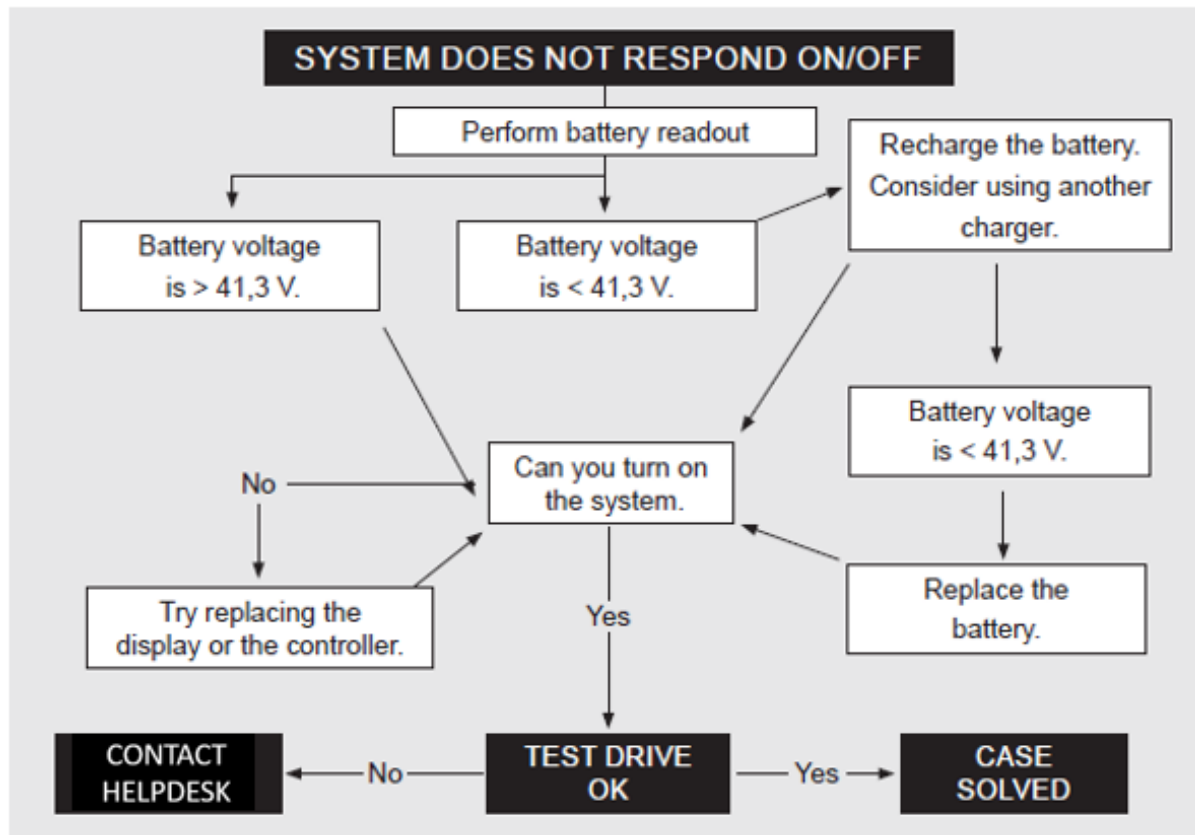 SYSTEM DOES NOT RESPOND ON/OFF
Perform battery readout
Recharge the battery.
Consider using another
charger.
Battery voltage
is > 41,3 V.
Battery voltage
is < 41,3 V.
Battery voltage
is < 41,3 V.
Can you turn on
the system.
No
Try replacing the
display or the controller.
Yes
Replace the
battery.
CONTACT
HELPDESK
No
TEST DRIVE
OK
Yes
CASE
SOLVED